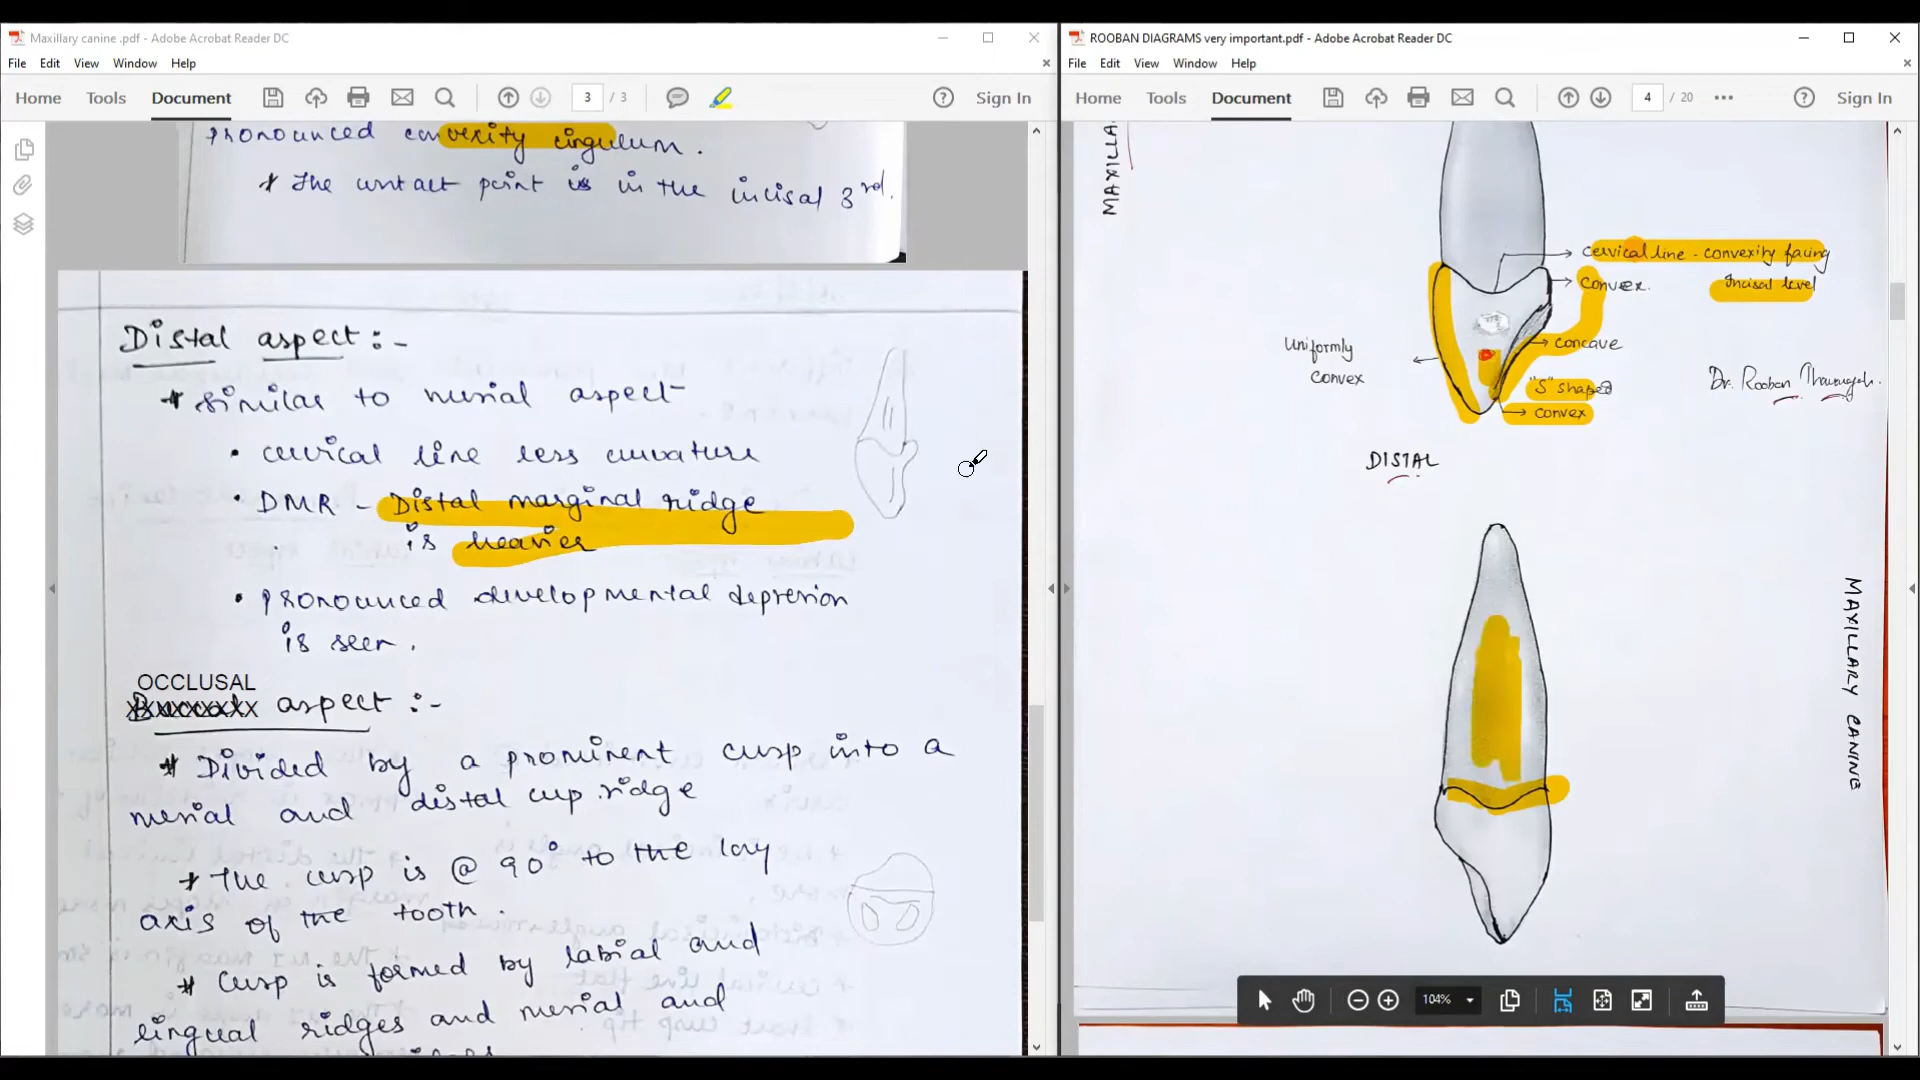 Maxillary canine .pdf - Adobe Acrobat Reader DC
File Edit View Window Help
Home Tools Document 3 / 3 Sign In
pronounced convexity cingulum.
* The contact point is in the incisal 3rd.
Distal aspect :-
* Similar to mesial aspect
• cervical line less curvature
• DMR - Distal marginal ridge
is heavier
• pronounced developmental depression
is seen.
OCCLUSAL
XXXXXXXXX aspect :-
* Divided by a prominent cusp into a
mesial and distal cup ridge
* The cusp is @ 90° to the long
axis of the tooth.
* Cusp is formed by labial and
lingual ridges and mesial and
ROOBAN DIAGRAMS very important.pdf - Adobe Acrobat Reader DC
File Edit View Window Help
Home Tools Document 4 / 20 ••• Sign In
MAXILLA
Cervical line - convexity facing
Incisal level
Convex.
Concave
Uniformly
Convex
"S" shaped
Convex
Dr. Rooban
DISTAL
MAXILLARY CANINE
104%